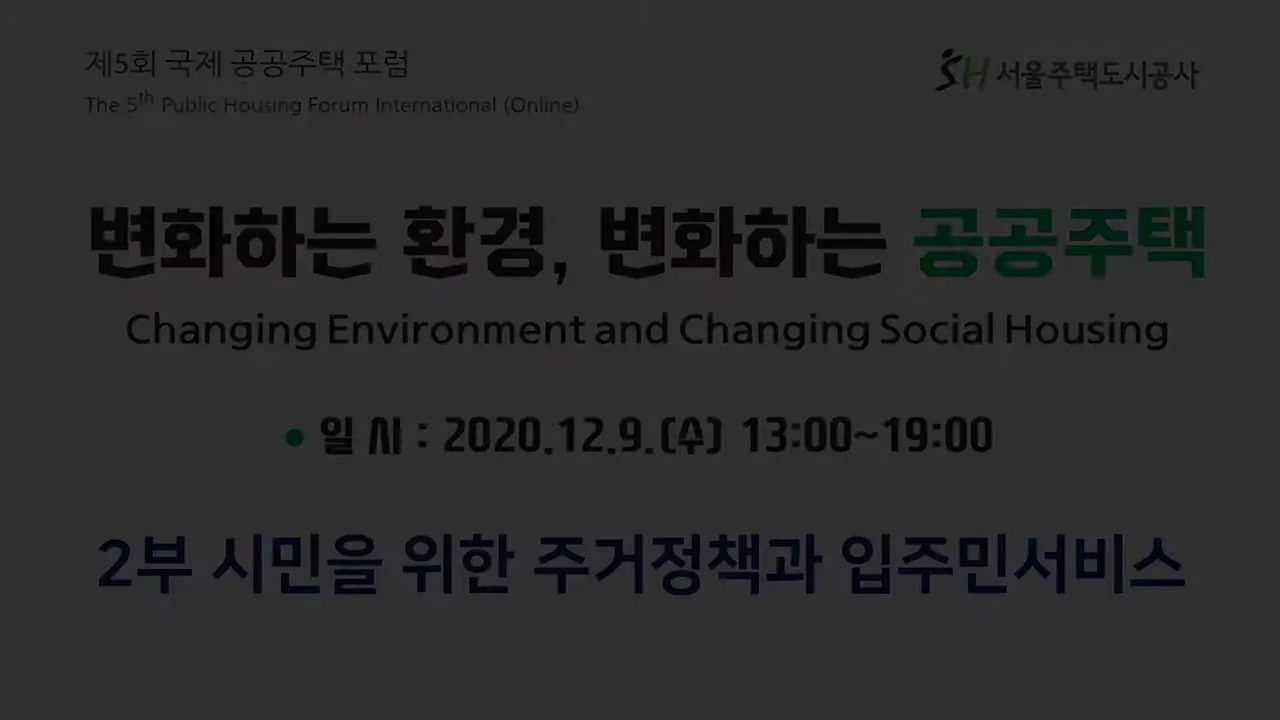 제5회 국제 공공주택 포럼
The 5th Public Housing Forum International (Online)
SH 서울주택도시공사
변화하는 환경, 변화하는 공공주택
Changing Environment and Changing Social Housing
• 일 시 : 2020.12.9.(수) 13:00~19:00
2부 시민을 위한 주거정책과 입주민서비스